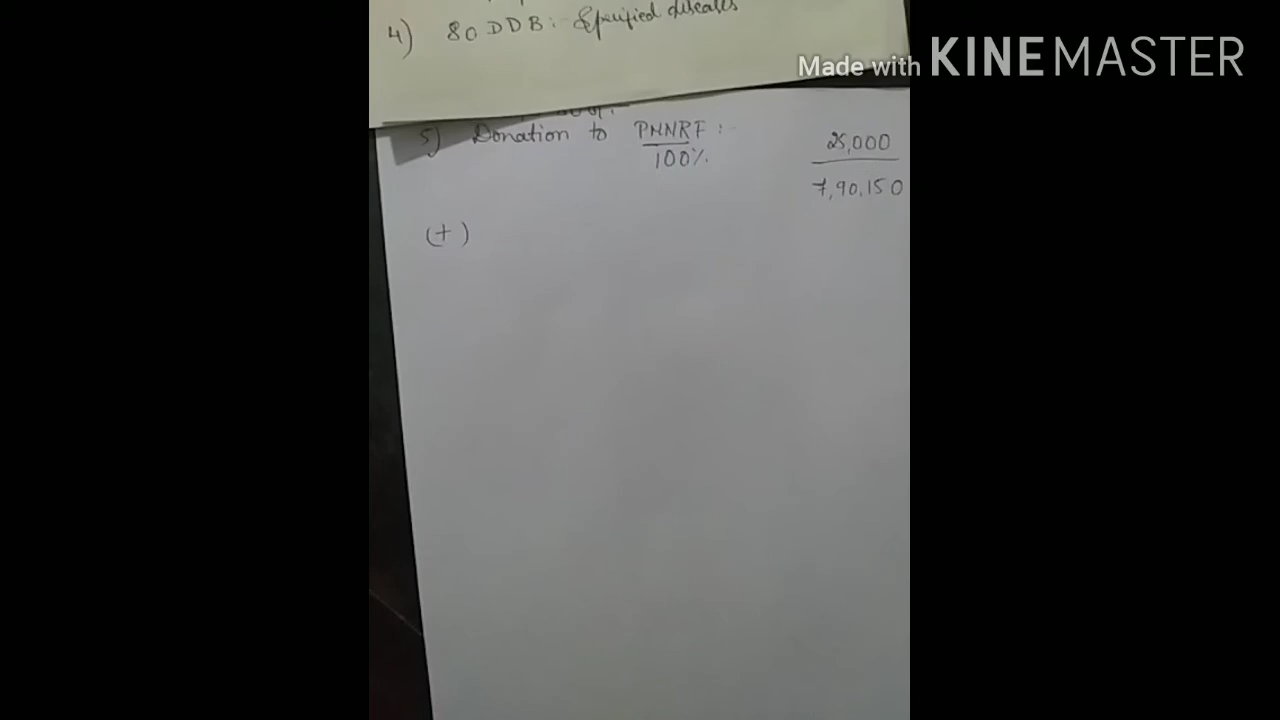 4) 80 DDB:- Specified diseases
Made with KINEMASTER
5) Donation to PMNRF:- 25,000
100%.
7,90,150
(+)